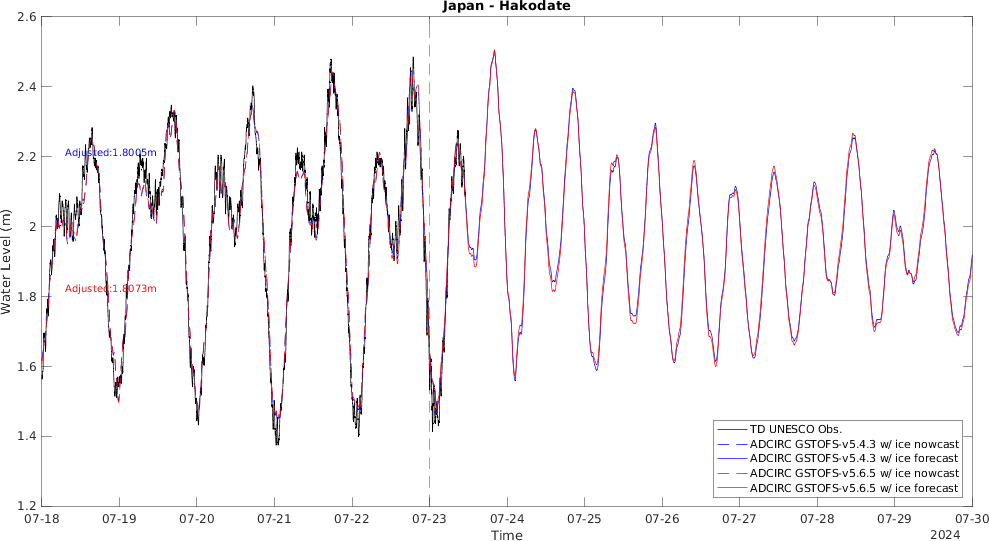 Japan - Hakodate
2.6
2.4
2.2
2
1.8
1.6
1.4
1.2
Water Level (m)
Adjusted:1.8005m
Adjusted:1.8073m
TD UNESCO Obs.
ADCIRC GSTOFS-v5.4.3 w/ ice nowcast
ADCIRC GSTOFS-v5.4.3 w/ ice forecast
ADCIRC GSTOFS-v5.6.5 w/ ice nowcast
ADCIRC GSTOFS-v5.6.5 w/ ice forecast
07-18 07-19 07-20 07-21 07-22 07-23 07-24 07-25 07-26 07-27 07-28 07-29 07-30
Time
2024